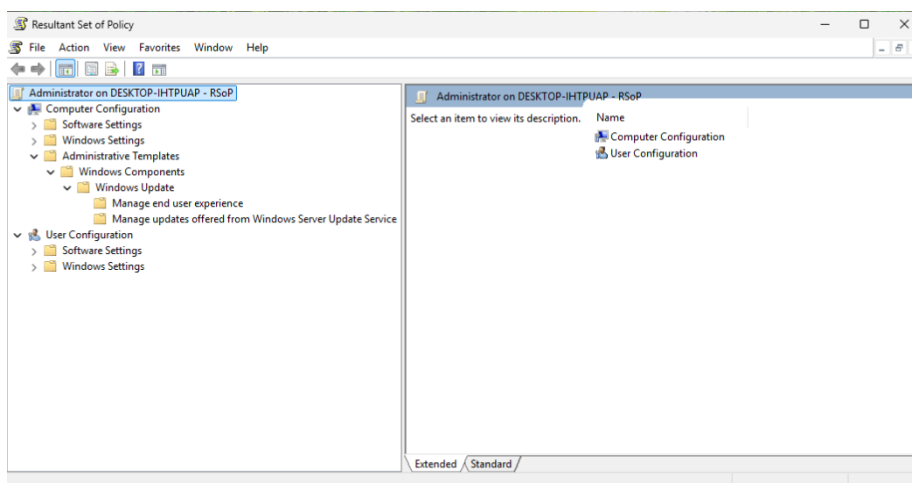 Resultant Set of Policy
File Action View Favorites Window Help
Administrator on DESKTOP-IHTPUAP - RSoP
Computer Configuration
Software Settings
Windows Settings
Administrative Templates
Windows Components
Windows Update
Manage end user experience
Manage updates offered from Windows Server Update Service
User Configuration
Software Settings
Windows Settings
Administrator on DESKTOP-IHTPUAP - RSoP
Select an item to view its description.
Name
Computer Configuration
User Configuration
Extended Standard